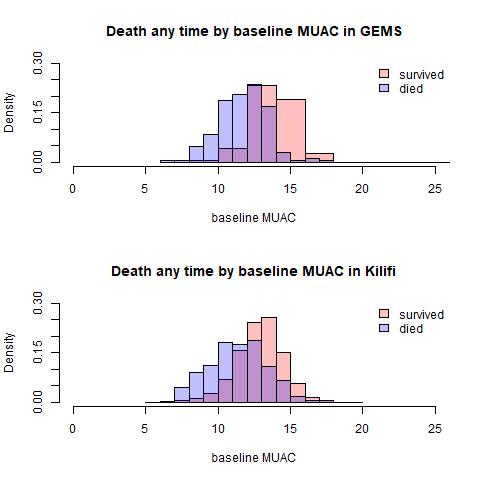 Death any time by baseline MUAC in GEMS
survived
died
Density
0.00 0.15 0.30
0 5 10 15 20 25
baseline MUAC
Death any time by baseline MUAC in Kilifi
survived
died
Density
0.00 0.15 0.30
0 5 10 15 20 25
baseline MUAC